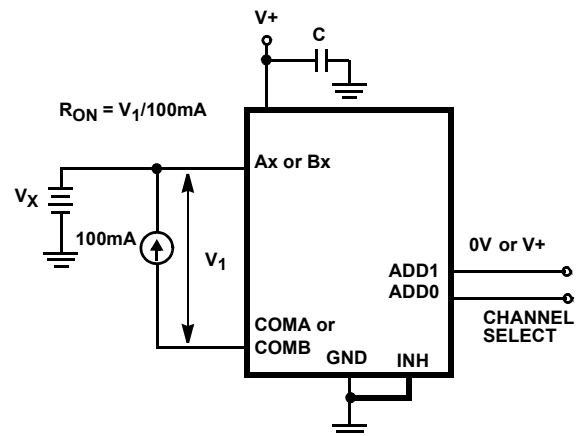 V+
C
RON = V1/100mA
Ax or Bx
VX
100mA
V1
0V or V+
ADD1
ADD0
COMA or
COMB
CHANNEL
SELECT
GND
INH